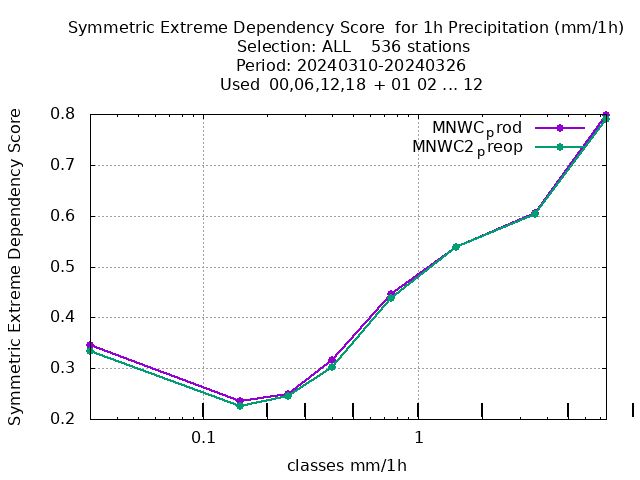 Symmetric Extreme Dependency Score  for 1h Precipitation (mm/1h)
Selection: ALL    536 stations
Period: 20240310-20240326
Used  00,06,12,18  + 01 02 ... 12
MNWCprod
MNWC2preop
Symmetric Extreme Dependency Score
0.8
0.7
0.6
0.5
0.4
0.3
0.2
0.1
1
classes mm/1h